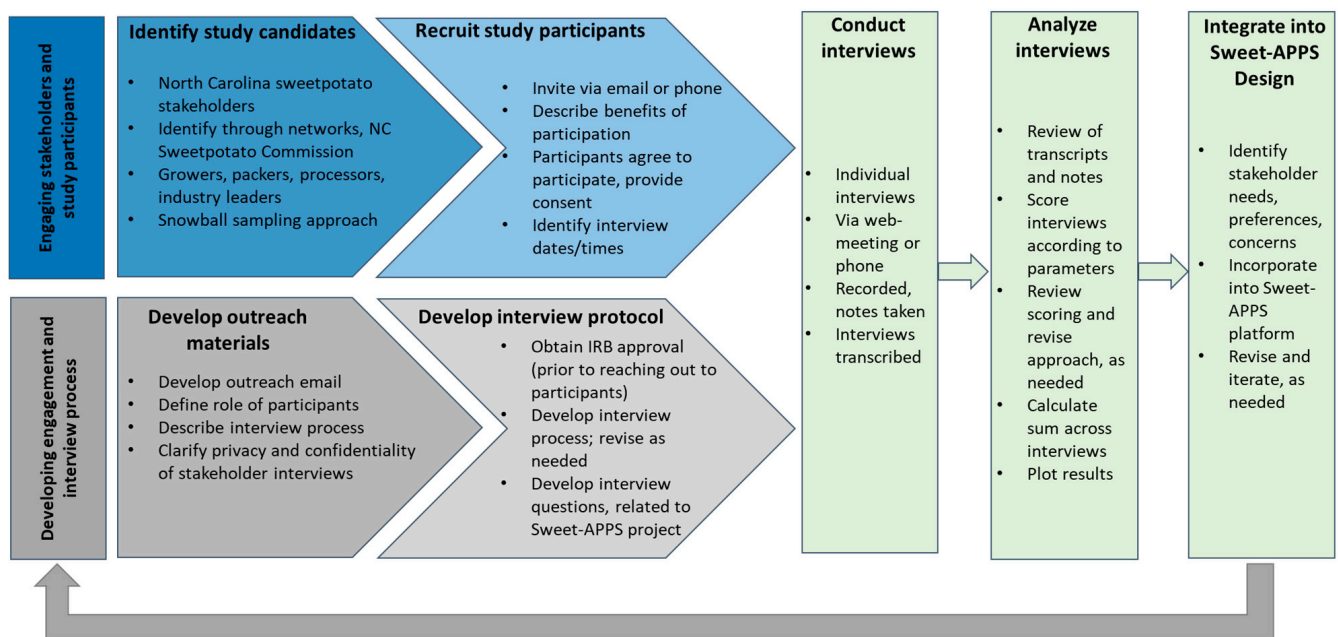 Engaging stakeholders and
study participants
Identify study candidates
• North Carolina sweetpotato
stakeholders
• Identify through networks, NC
Sweetpotato Commission
• Growers, packers, processors,
industry leaders
• Snowball sampling approach
Recruit study participants
• Invite via email or phone
• Describe benefits of
participation
• Participants agree to
participate, provide
consent
• Identify interview
dates/times
Developing engagement and
interview process
Develop outreach
materials
• Develop outreach email
• Define role of participants
• Describe interview process
• Clarify privacy and confidentiality
of stakeholder interviews
Develop interview protocol
• Obtain IRB approval
(prior to reaching out to
participants)
• Develop interview
process; revise as
needed
• Develop interview
questions, related to
Sweet-APPS project
Conduct
interviews
• Individual
interviews
• Via web-
meeting or
phone
• Recorded,
notes taken
• Interviews
transcribed
Analyze
interviews
• Review of
transcripts
and notes
• Score
interviews
according to
parameters
• Review
scoring and
revise
approach, as
needed
• Calculate
sum across
interviews
• Plot results
Integrate into
Sweet-APPS
Design
• Identify
stakeholder
needs,
preferences,
concerns
• Incorporate
into Sweet-
APPS
platform
• Revise and
iterate, as
needed